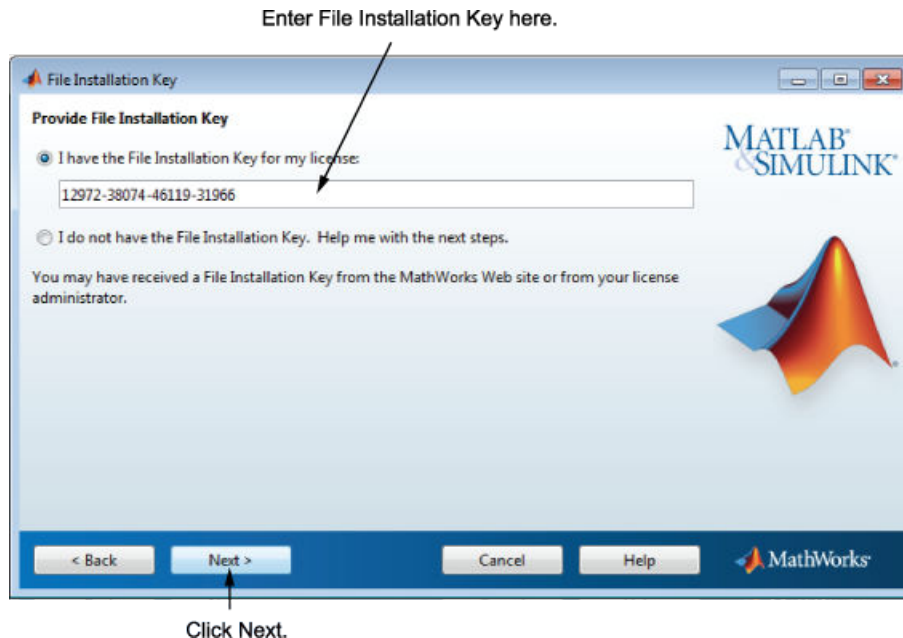 Enter File Installation Key here.
File Installation Key
Provide File Installation Key
I have the File Installation Key for my license:
12972-38074-46119-31966
I do not have the File Installation Key. Help me with the next steps.
You may have received a File Installation Key from the MathWorks Web site or from your license
administrator.
MATLAB®
&SIMULINK®
< Back
Next >
Cancel
Help
MathWorks®
Click Next.